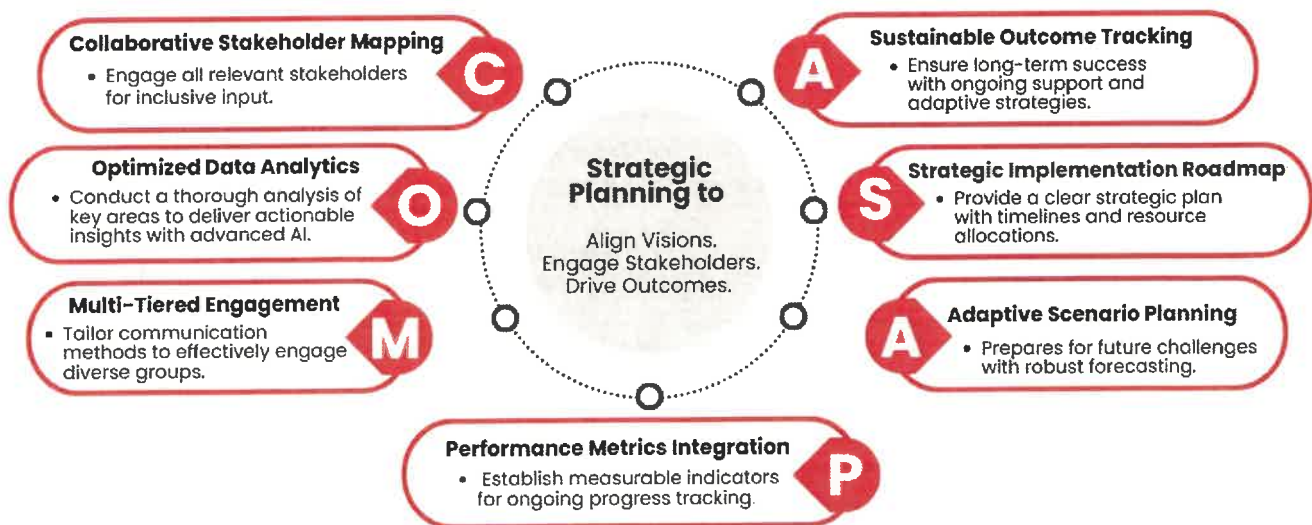 Collaborative Stakeholder Mapping
• Engage all relevant stakeholders
for inclusive input.
C
Optimized Data Analytics
• Conduct a thorough analysis of
key areas to deliver actionable
insights with advanced AI.
O
Multi-Tiered Engagement
• Tailor communication
methods to effectively engage
diverse groups.
M
Performance Metrics Integration
• Establish measurable indicators
for ongoing progress tracking.
P
Strategic
Planning to
Align Visions.
Engage Stakeholders.
Drive Outcomes.
A
Sustainable Outcome Tracking
• Ensure long-term success
with ongoing support and
adaptive strategies.
S
Strategic Implementation Roadmap
• Provide a clear strategic plan
with timelines and resource
allocations.
A
Adaptive Scenario Planning
• Prepares for future challenges
with robust forecasting.